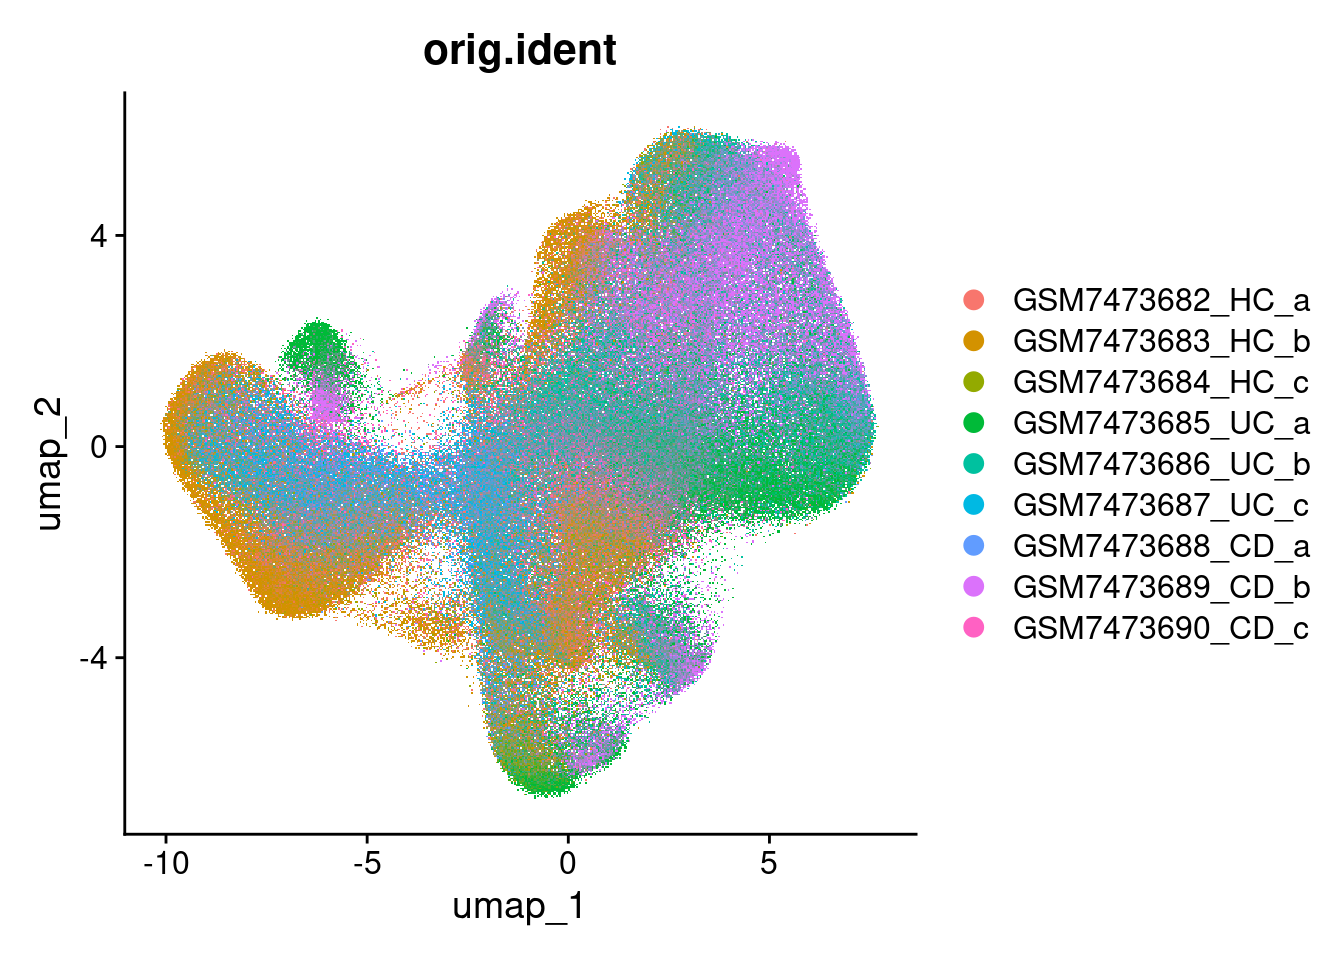 orig.ident
umap_2
4
0
-4
-10
-5
0
5
umap_1
GSM7473682_HC_a
GSM7473683_HC_b
GSM7473684_HC_c
GSM7473685_UC_a
GSM7473686_UC_b
GSM7473687_UC_c
GSM7473688_CD_a
GSM7473689_CD_b
GSM7473690_CD_c